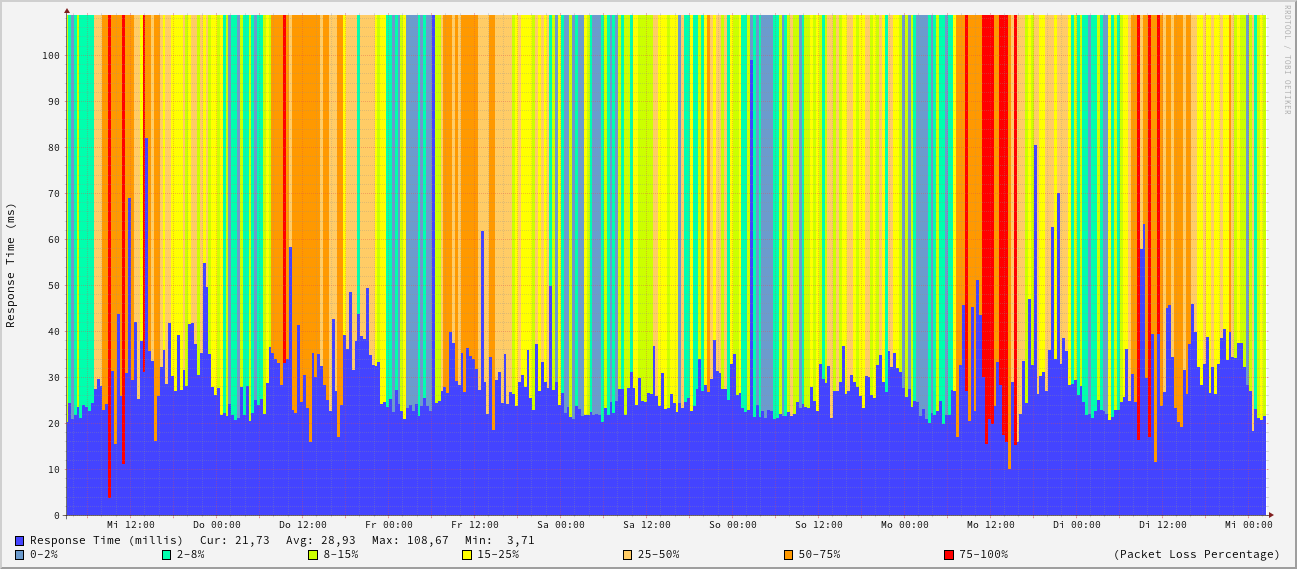 RRDTOOL / TOBI OETIKER
Response Time (ms)
100
90
80
70
60
50
40
30
20
10
0
Mi 12:00 Do 00:00 Do 12:00 Fr 00:00 Fr 12:00 Sa 00:00 Sa 12:00 So 00:00 So 12:00 Mo 00:00 Mo 12:00 Di 00:00 Di 12:00 Mi 00:00
Response Time (millis) Cur: 21,73 Avg: 28,93 Max: 108,67 Min: 3,71
0-2% 2-8% 8-15% 15-25% 25-50% 50-75% 75-100% (Packet Loss Percentage)